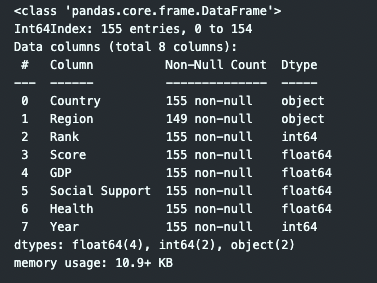 <class 'pandas.core.frame.DataFrame'>
Int64Index: 155 entries, 0 to 154
Data columns (total 8 columns):
 #   Column          Non-Null Count  Dtype
---  ------          --------------  -----
 0   Country         155 non-null    object
 1   Region          149 non-null    object
 2   Rank            155 non-null    int64
 3   Score           155 non-null    float64
 4   GDP             155 non-null    float64
 5   Social Support  155 non-null    float64
 6   Health          155 non-null    float64
 7   Year            155 non-null    int64
dtypes: float64(4), int64(2), object(2)
memory usage: 10.9+ KB